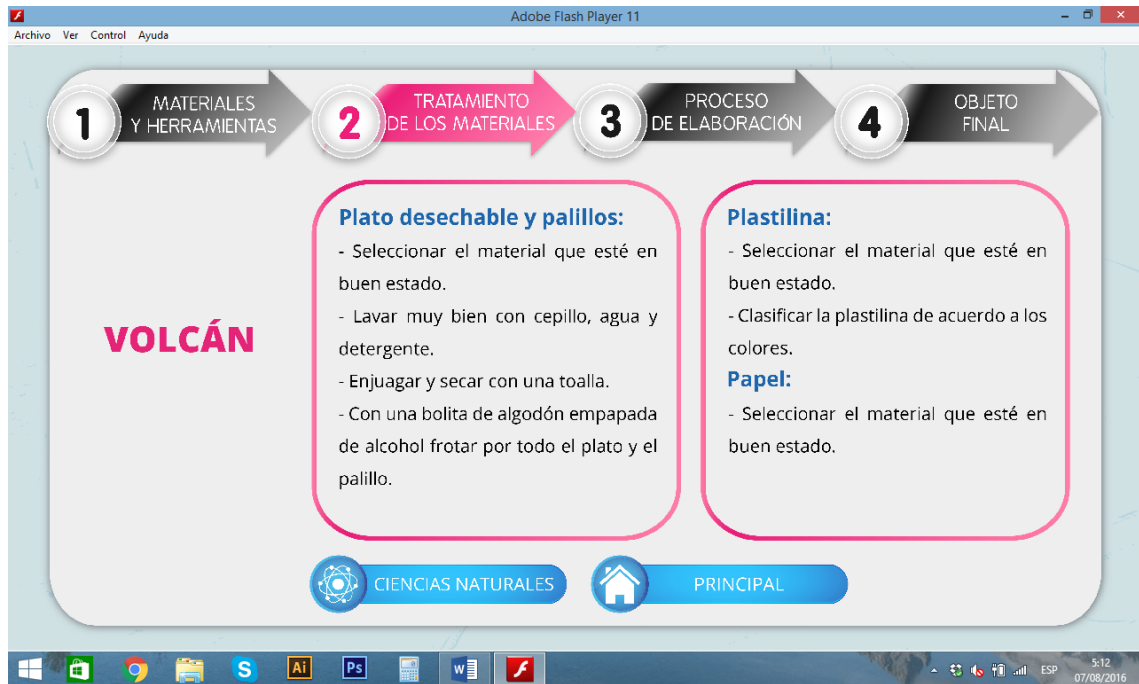 Adobe Flash Player 11
Archivo Ver Control Ayuda
1
MATERIALES
Y HERRAMIENTAS
2
TRATAMIENTO
DE LOS MATERIALES
3
PROCESO
DE ELABORACIÓN
4
OBJETO
FINAL
VOLCÁN
Plato desechable y palillos:
- Seleccionar el material que esté en
buen estado.
- Lavar muy bien con cepillo, agua y
detergente.
- Enjuagar y secar con una toalla.
- Con una bolita de algodón empapada
de alcohol frotar por todo el plato y el
palillo.
Plastilina:
- Seleccionar el material que esté en
buen estado.
- Clasificar la plastilina de acuerdo a los
colores.
Papel:
- Seleccionar el material que esté en
buen estado.
CIENCIAS NATURALES
PRINCIPAL
S
Ai
Ps
W
ESP
5:12
07/08/2016